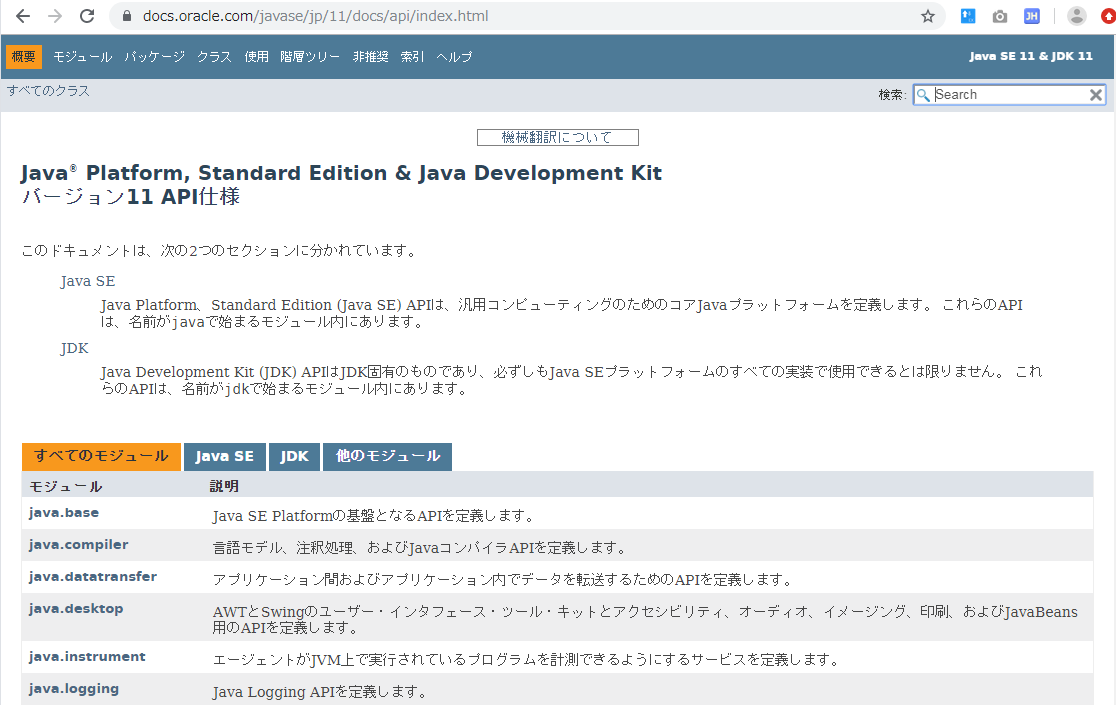 docs.oracle.com/javase/jp/11/docs/api/index.html
JH
概要 モジュール パッケージ クラス 使用 階層ツリー 非推奨 索引 ヘルプ Java SE 11 & JDK 11
すべてのクラス 検索: Search
機械翻訳について
Java® Platform, Standard Edition & Java Development Kit
バージョン11 API仕様
このドキュメントは、次の2つのセクションに分かれています。
Java SE
Java Platform、Standard Edition (Java SE) APIは、汎用コンピューティングのためのコアJavaプラットフォームを定義します。 これらのAPI
は、名前がjavaで始まるモジュール内にあります。
JDK
Java Development Kit (JDK) APIはJDK固有のものであり、必ずしもJava SEプラットフォームのすべての実装で使用できるとは限りません。 これ
らのAPIは、名前がjdkで始まるモジュール内にあります。
すべてのモジュール Java SE JDK 他のモジュール
モジュール 説明
java.base Java SE Platformの基盤となるAPIを定義します。
java.compiler 言語モデル、注釈処理、およびJavaコンパイラAPIを定義します。
java.datatransfer アプリケーション間およびアプリケーション内でデータを転送するためのAPIを定義します。
java.desktop AWTとSwingのユーザー・インタフェース・ツール・キットとアクセシビリティ、オーディオ、イメージング、印刷、およびJavaBeans
用のAPIを定義します。
java.instrument エージェントがJVM上で実行されているプログラムを計測できるようにするサービスを定義します。
java.logging Java Logging APIを定義します。